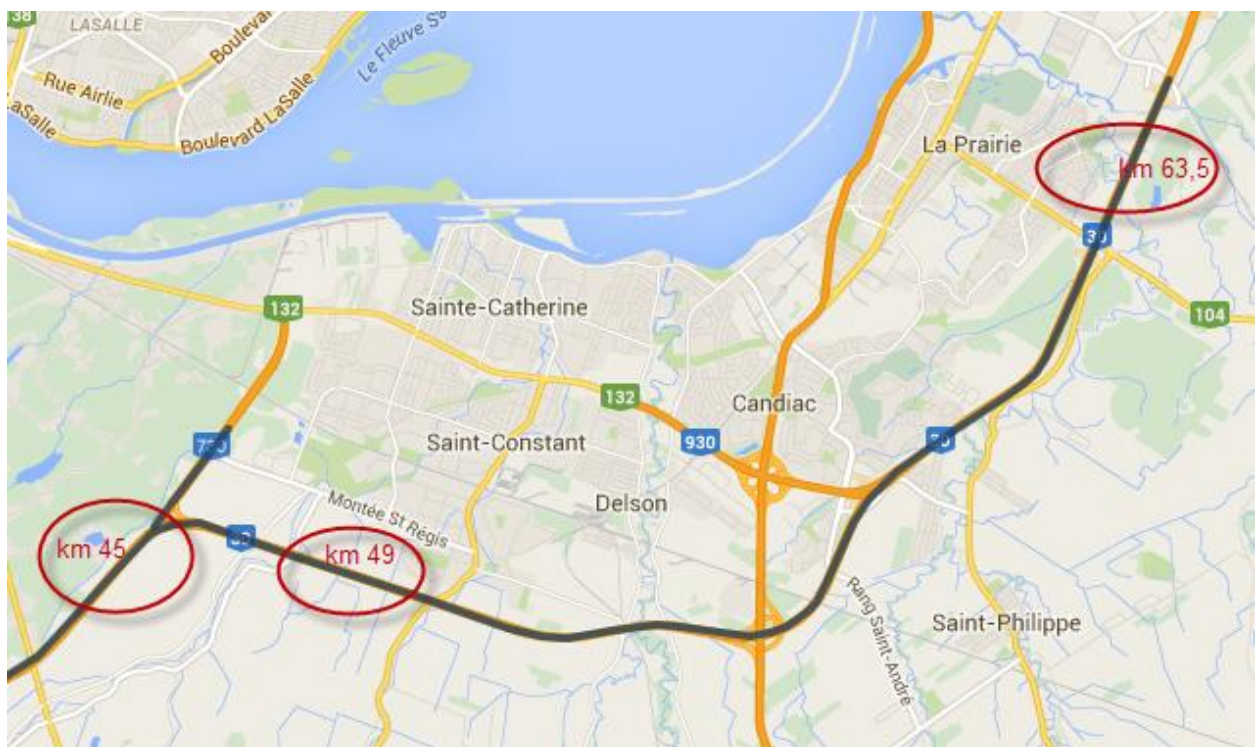 38
LASALLE
Boulev
Le Fleuve S
Rue Airlie
LaSalle
Boulevard LaSalle
La Prairie
km 63,5
30
132
Sainte-Catherine
104
132
Candiac
730
Saint-Constant
930
30
Montée St Régis
Delson
km 45
30
km 49
Rang Saint-André
Saint-Philippe